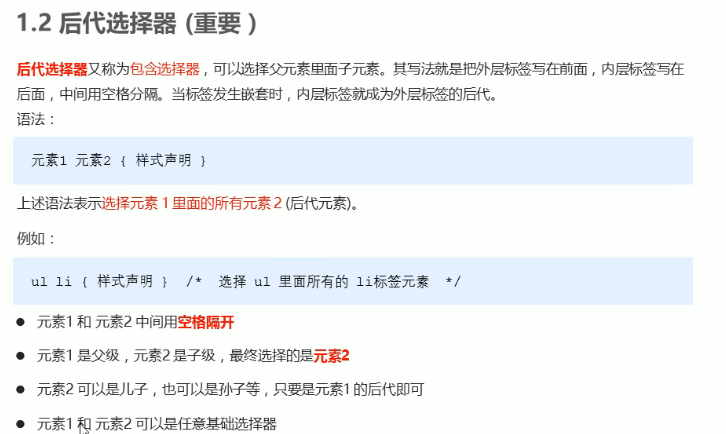 1.2 后代选择器 (重要）
后代选择器又称为包含选择器，可以选择父元素里面子元素。其写法就是把外层标签写在前面，内层标签写在
后面，中间用空格分隔。当标签发生嵌套时，内层标签就成为外层标签的后代。
语法：
元素1 元素2 { 样式声明 }
上述语法表示选择元素 1 里面的所有元素 2 (后代元素)。
例如：
ul li { 样式声明 } /* 选择 ul 里面所有的 li标签元素 */
● 元素1 和 元素2 中间用空格隔开
● 元素1 是父级，元素2 是子级，最终选择的是元素2
● 元素2 可以是儿子，也可以是孙子等，只要是元素1 的后代即可
● 元素1 和 元素2 可以是任意基础选择器